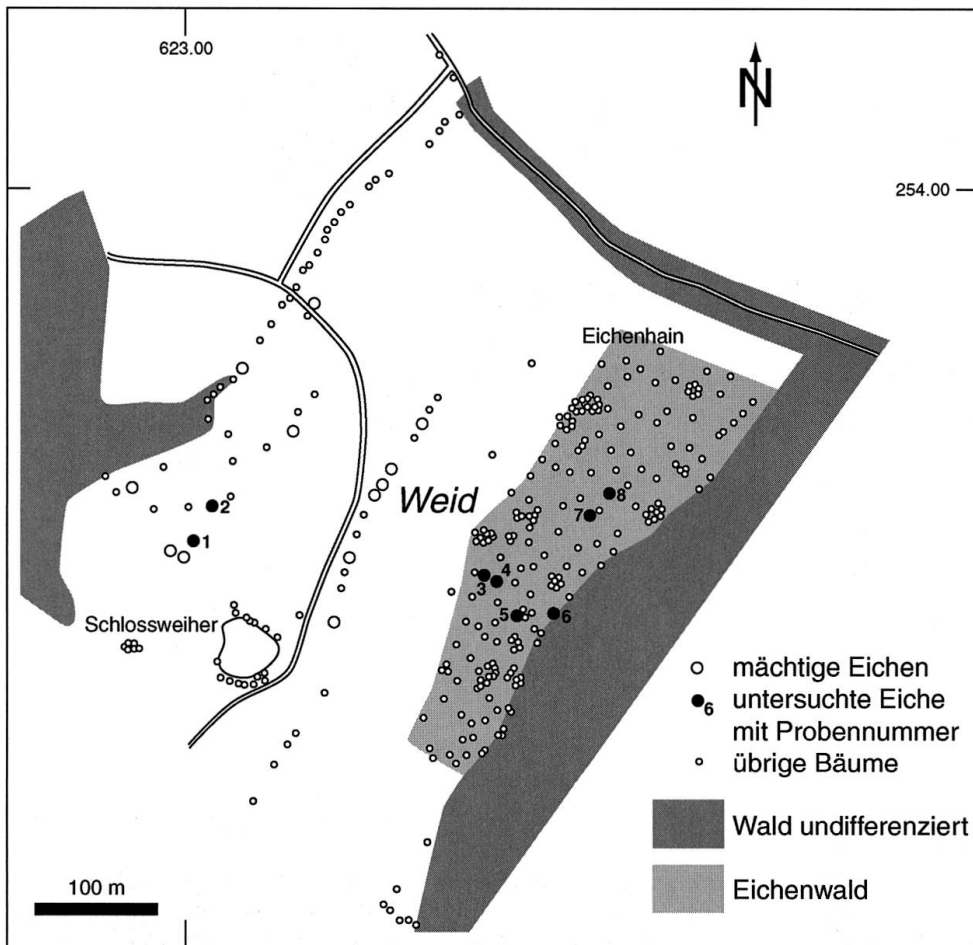 623.00
N
254.00
Eichenhain
Weid
8
7
2
1
4
3
5
6
Schlossweiher
mächtige Eichen
6 untersuchte Eiche
mit Probennummer
übrige Bäume
Wald undifferenziert
Eichenwald
100 m